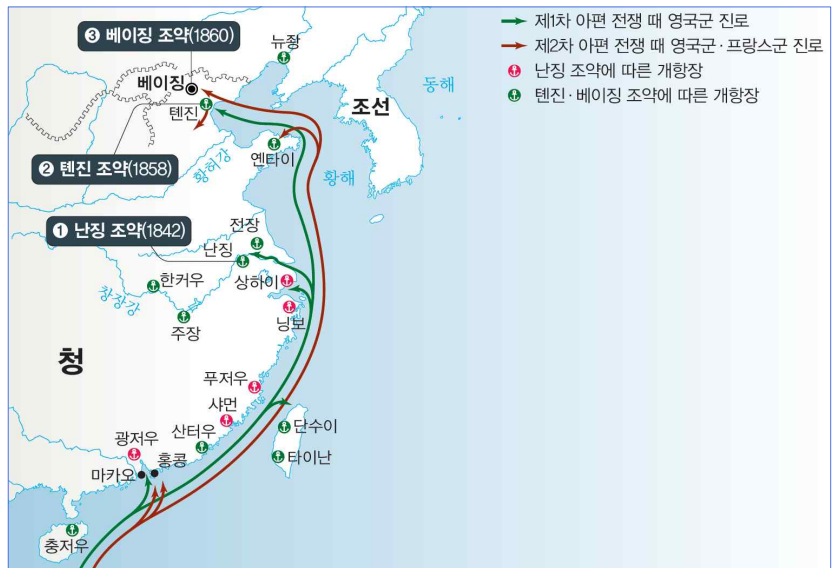 ❸ 베이징 조약(1860)
뉴쫭
→ 제1차 아편 전쟁 때 영국군 진로
→ 제2차 아편 전쟁 때 영국군·프랑스군 진로
난징 조약에 따른 개항장
톈진·베이징 조약에 따른 개항장
베이징
동해
톈진
조선
옌타이
황허강
❷ 톈진 조약(1858)
황해
❶ 난징 조약(1842)
전장
난징
한커우
상하이
창장강
주장
닝보
청
푸저우
샤먼
산터우
단수이
광저우
홍콩
타이난
마카오
충저우